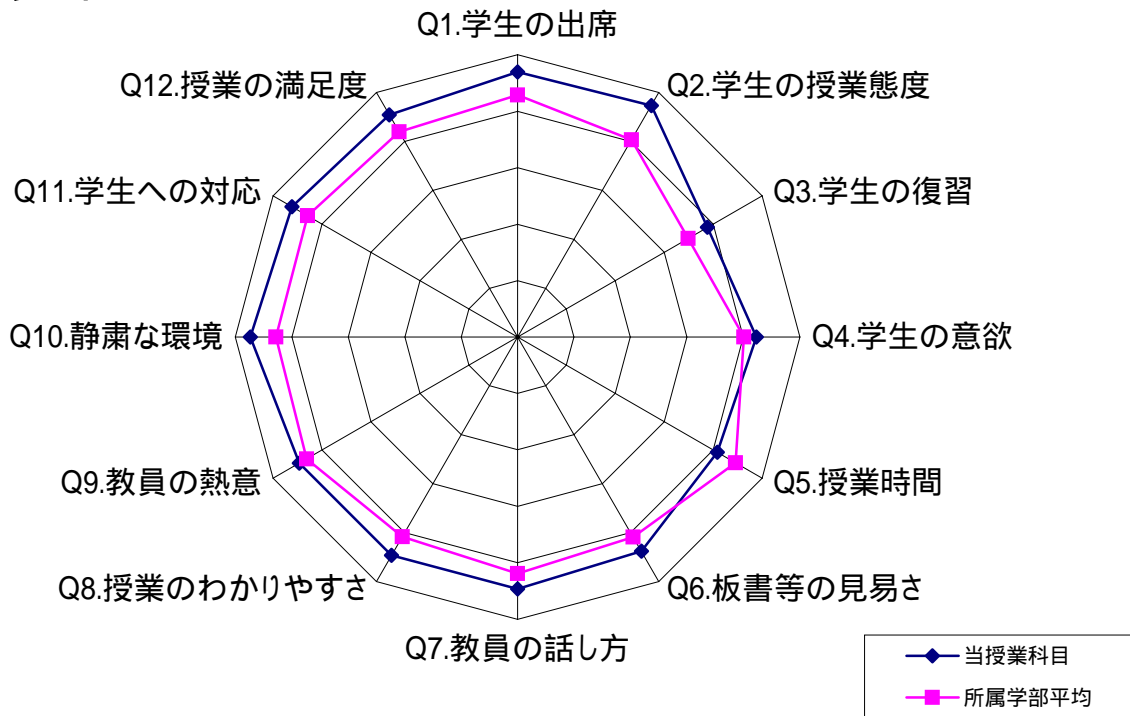 Q1.学生の出席
Q2.学生の授業態度
Q3.学生の復習
Q4.学生の意欲
Q5.授業時間
Q6.板書等の見易さ
Q7.教員の話し方
Q8.授業のわかりやすさ
Q9.教員の熱意
Q10.静粛な環境
Q11.学生への対応
Q12.授業の満足度
当授業科目
所属学部平均